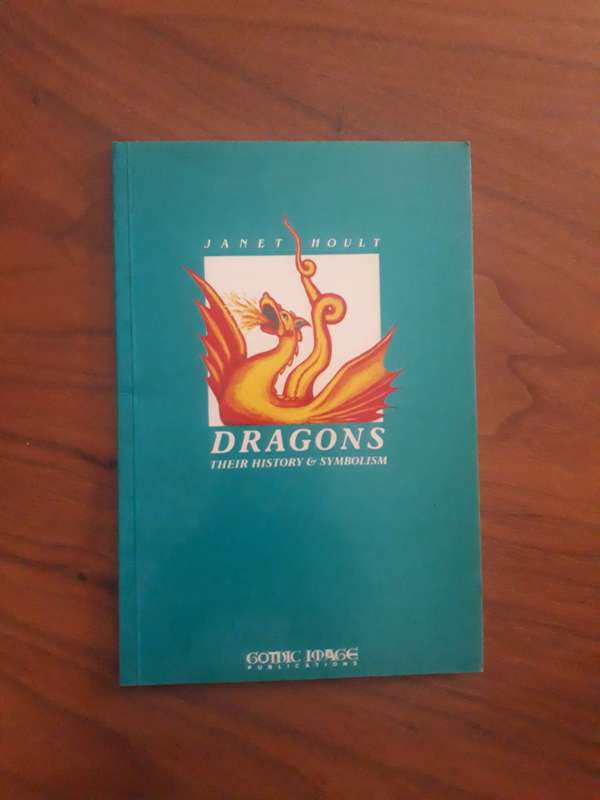 JANET HOULT
DRAGONS
THEIR HISTORY & SYMBOLISM
GOTHIC IMAGE
PUBLICATIONS